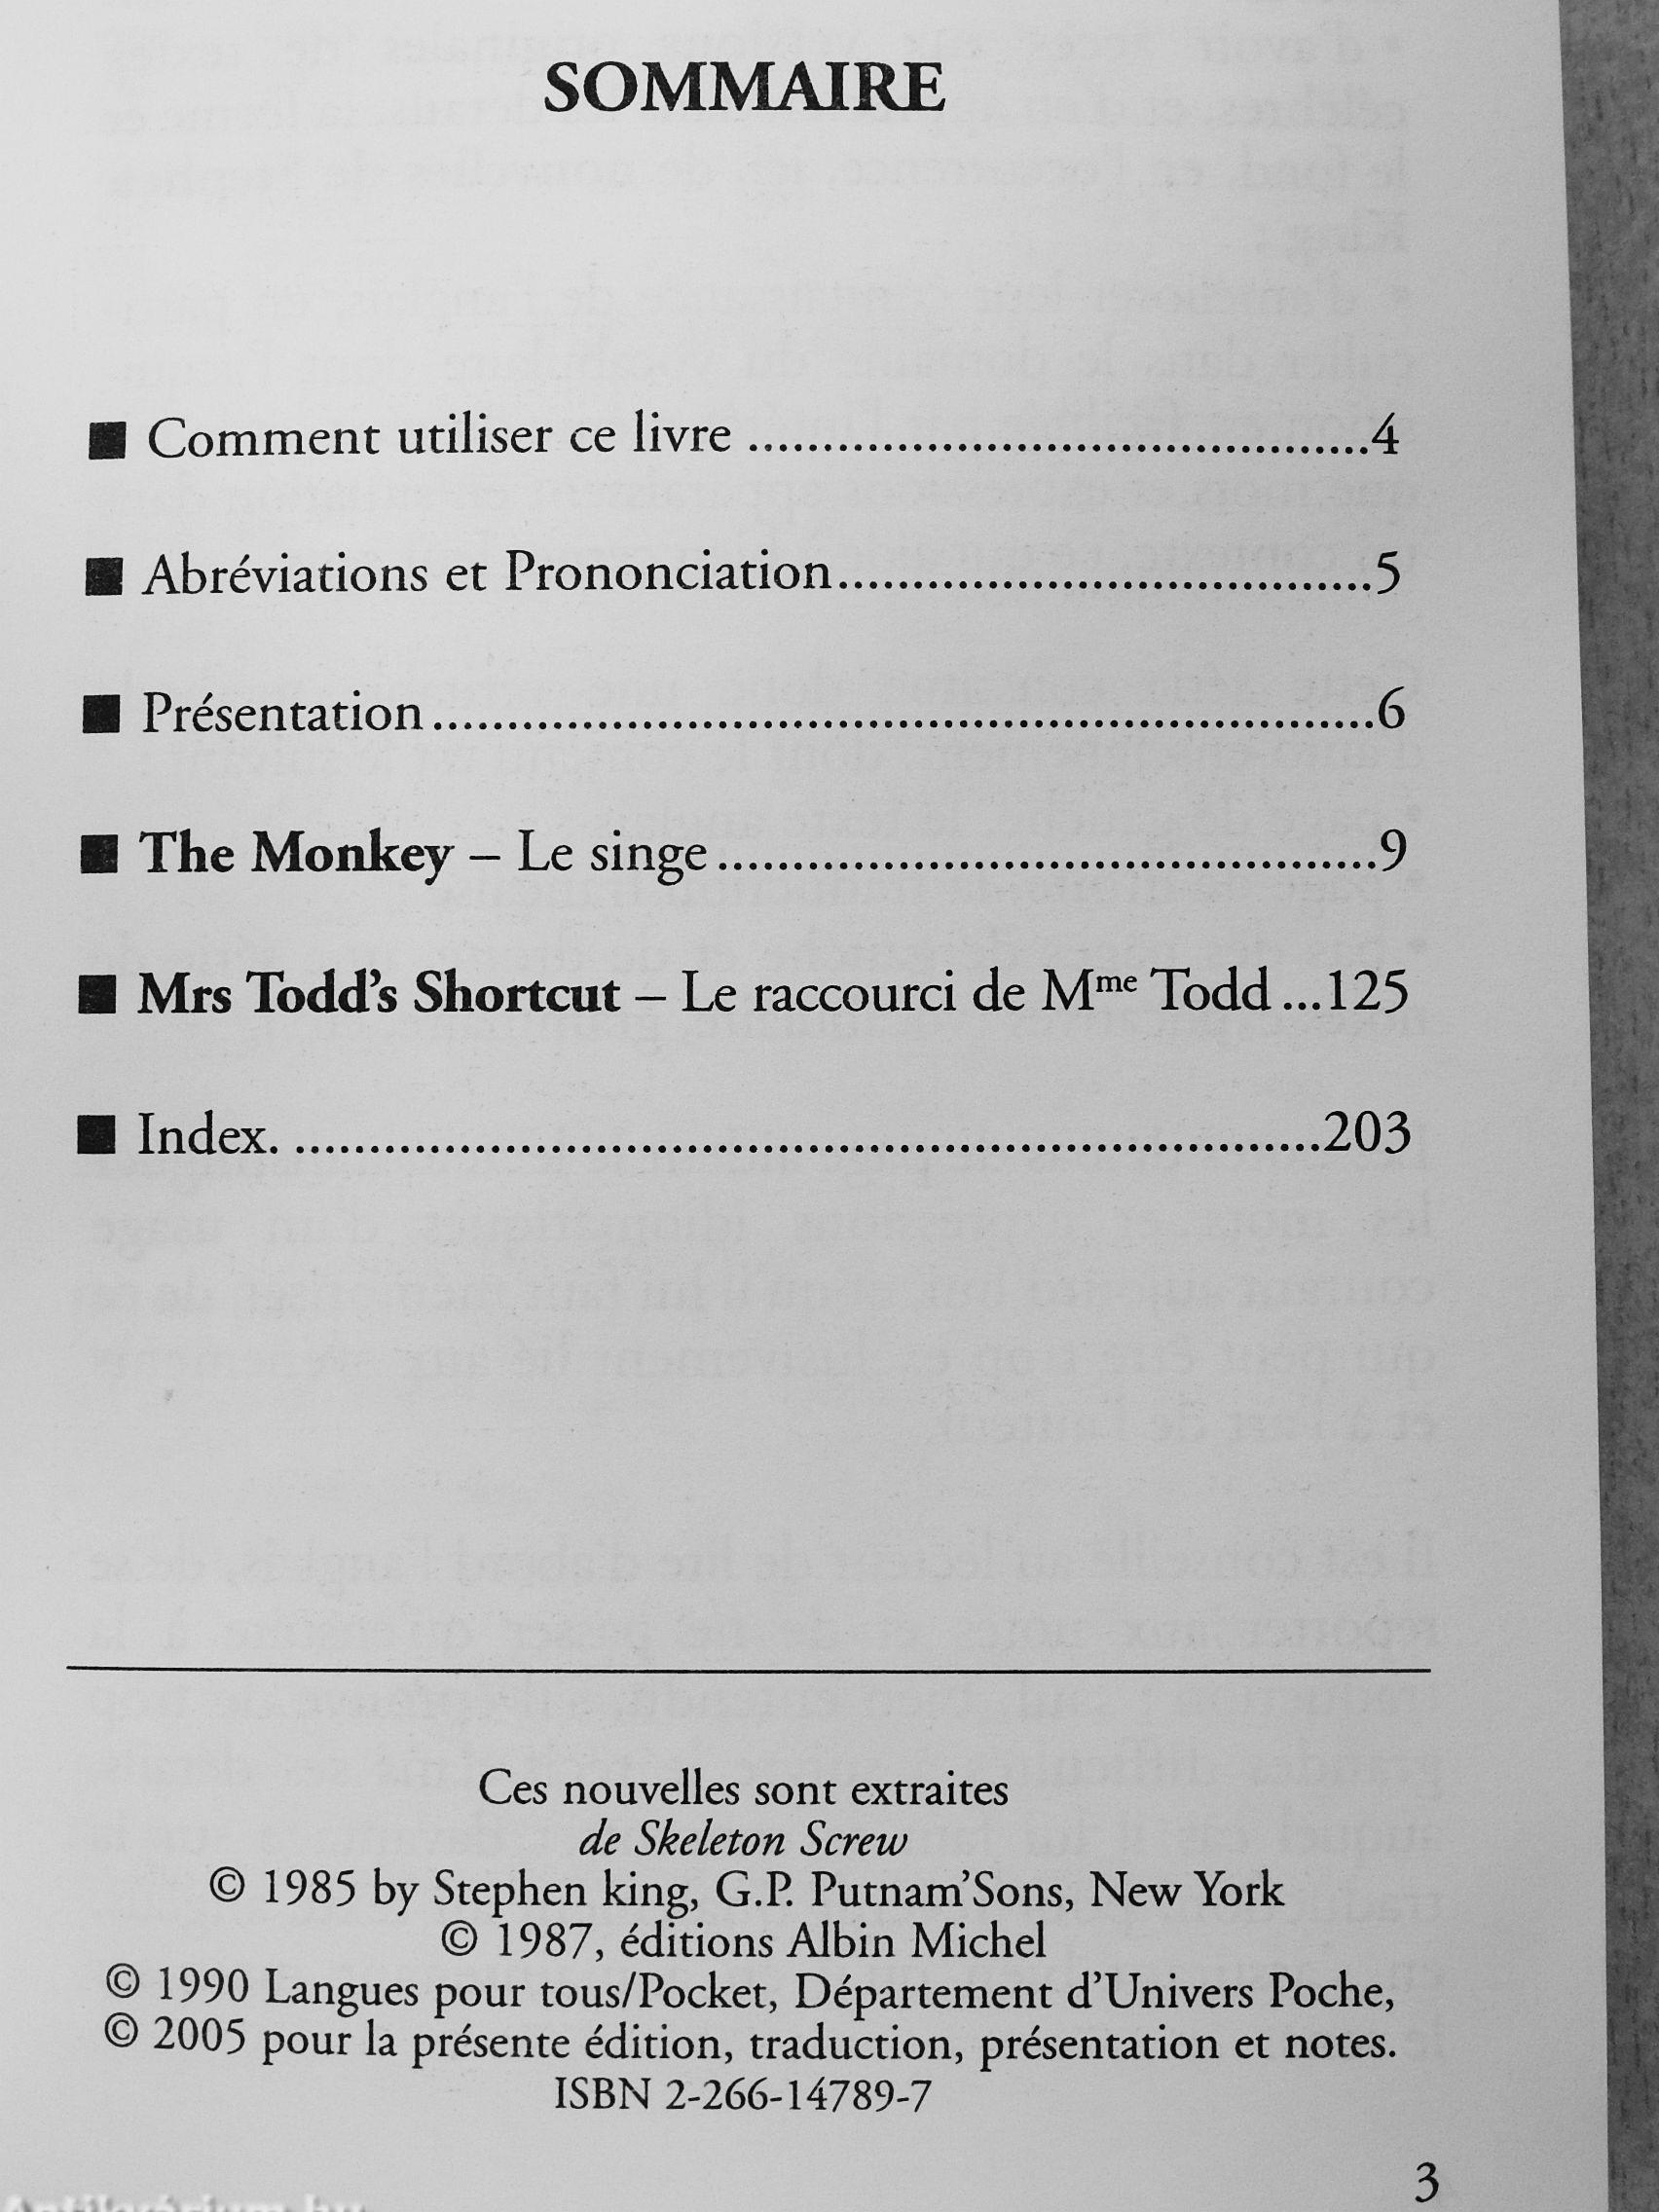 SOMMAIRE
■ Comment utiliser ce livre ..........................................4
■ Abréviations et Prononciation....................................5
■ Présentation................................................................6
■ The Monkey – Le singe.............................................9
■ Mrs Todd's Shortcut – Le raccourci de Mme Todd...125
■ Index. ......................................................................203
Ces nouvelles sont extraites
de Skeleton Screw
© 1985 by Stephen king, G.P. Putnam'Sons, New York
© 1987, éditions Albin Michel
© 1990 Langues pour tous/Pocket, Département d'Univers Poche,
© 2005 pour la présente édition, traduction, présentation et notes.
ISBN 2-266-14789-7
3